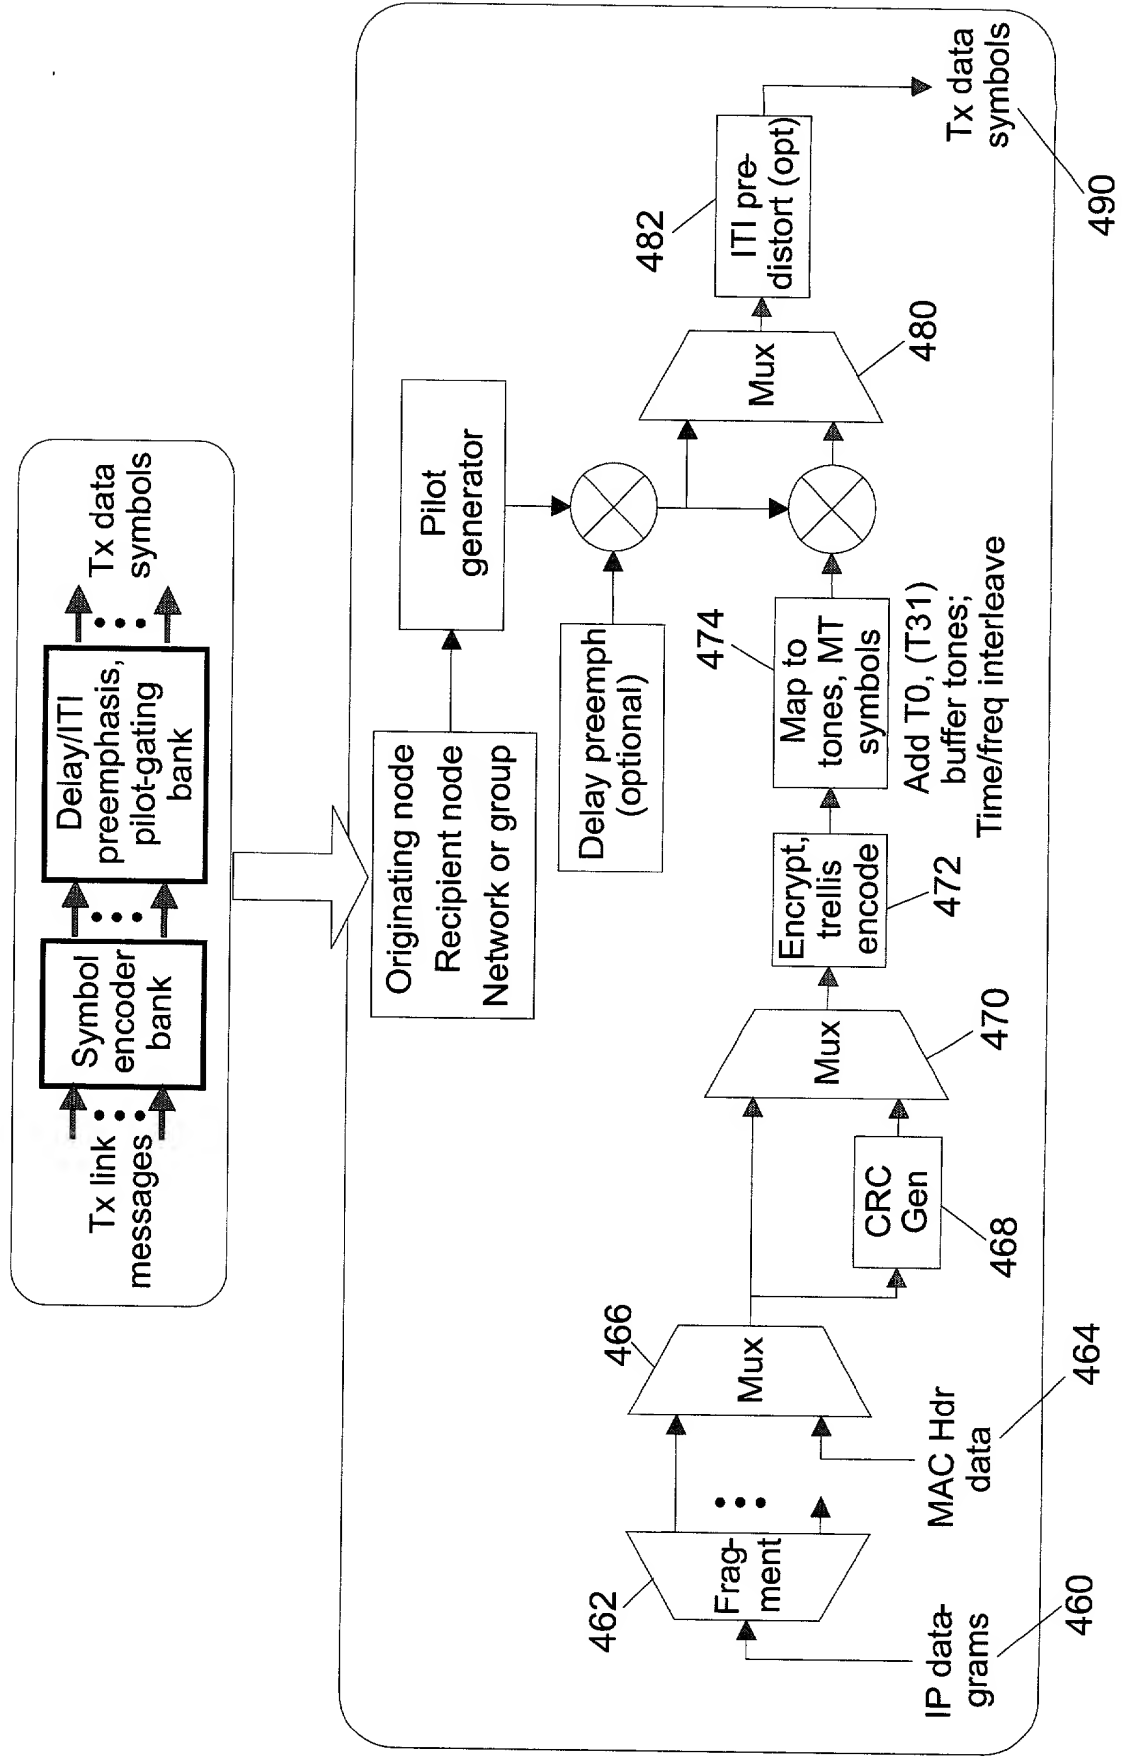 Tx link
messages
Symbol
encoder
bank
Delay/ITI
preemphasis,
pilot-gating
bank
Tx data
symbols
Originating node
Recipient node
Network or group
Pilot
generator
Delay preemph
(optional)
IP data-
grams
460
462
Frag-
ment
MAC Hdr
data
464
466
Mux
CRC
Gen
468
Mux
470
Encrypt,
trellis
encode
472
474
Map to
tones, MT
symbols
Add T0, (T31)
buffer tones;
Time/freq interleave
Mux
480
482
ITI pre-
distort (opt)
Tx data
symbols
490